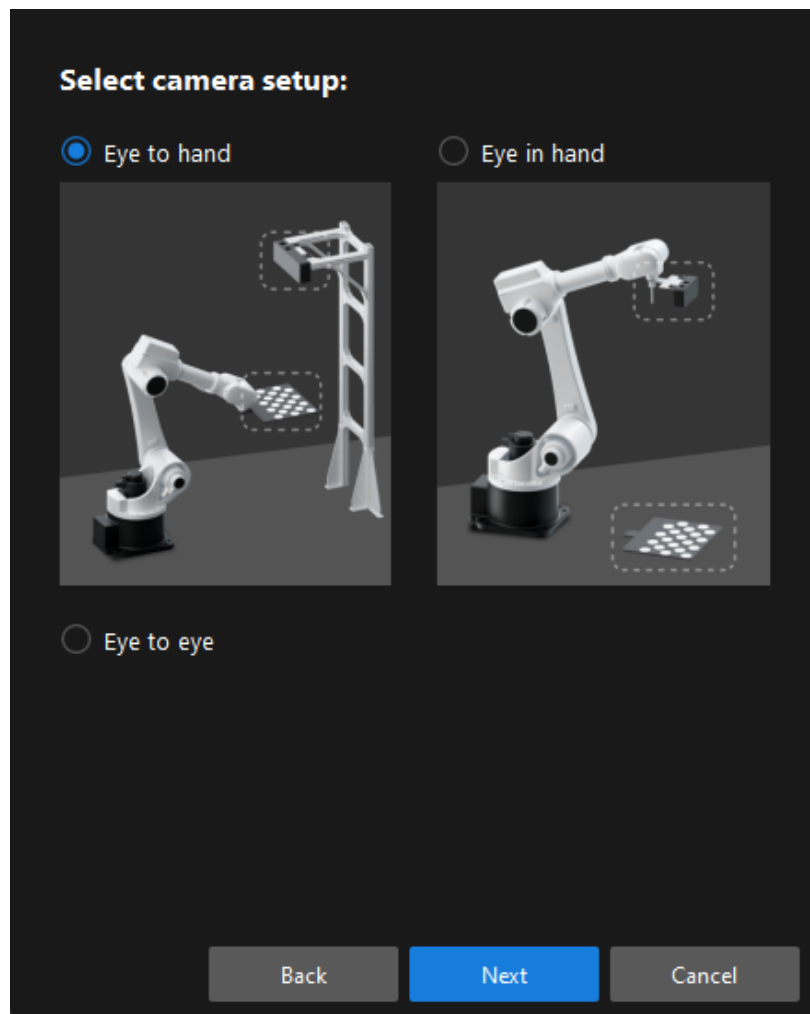 Select camera setup:
Eye to hand
Eye in hand
Eye to eye
Back
Next
Cancel